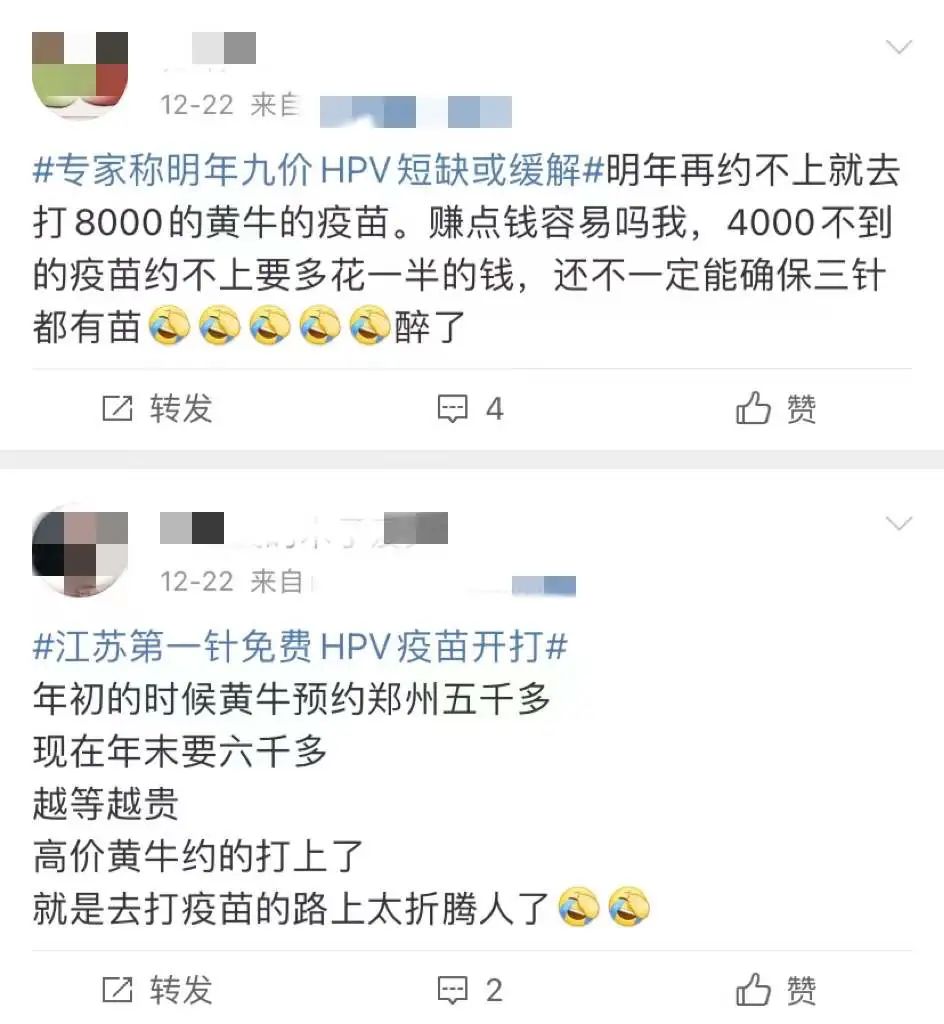 12-22 来自
#专家称明年九价HPV短缺或缓解#明年再约不上就去
打8000的黄牛的疫苗。赚点钱容易吗我，4000不到
的疫苗约不上要多花一半的钱，还不一定能确保三针
都有苗🤣🤣🤣🤣🤣醉了
转发 4 赞
12-22 来自
#江苏第一针免费HPV疫苗开打#
年初的时候黄牛预约郑州五千多
现在年末要六千多
越等越贵
高价黄牛约的打上了
就是去打疫苗的路上太折腾人了🤣🤣
转发 2 赞